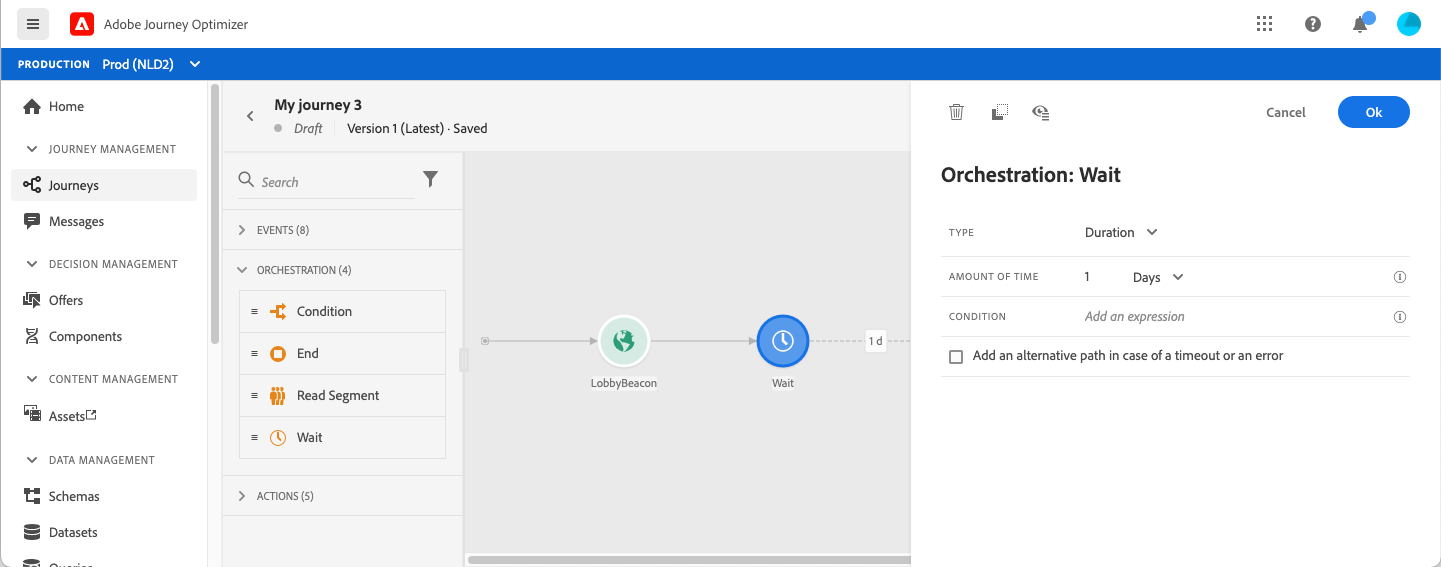 Adobe Journey Optimizer
PRODUCTION Prod (NLD2)
Home
JOURNEY MANAGEMENT
Journeys
Messages
DECISION MANAGEMENT
Offers
Components
CONTENT MANAGEMENT
Assets
DATA MANAGEMENT
Schemas
Datasets
Queries
My journey 3
Draft Version 1 (Latest) · Saved
Search
EVENTS (8)
ORCHESTRATION (4)
Condition
End
Read Segment
Wait
ACTIONS (5)
LobbyBeacon
Wait
1 d
Cancel
Ok
Orchestration: Wait
TYPE Duration
AMOUNT OF TIME 1 Days
CONDITION Add an expression
Add an alternative path in case of a timeout or an error